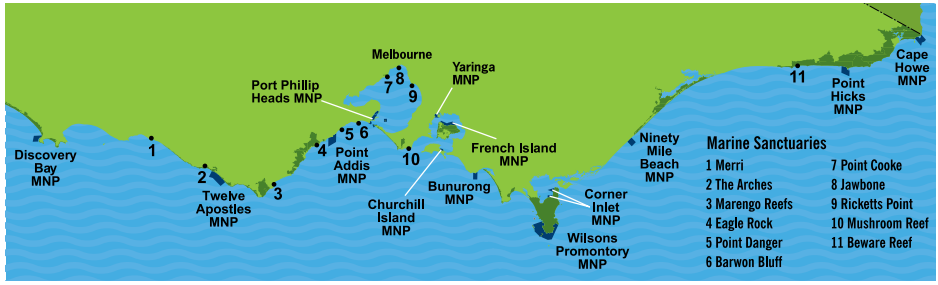 Melbourne
7
8
9
Yaringa
MNP
Port Phillip
Heads MNP
11
Cape
Howe
MNP
Point
Hicks
MNP
1
2
3
4
5
6
10
Discovery
Bay
MNP
Twelve
Apostles
MNP
Point
Addis
MNP
Churchill
Island
MNP
French Island
MNP
Bunurong
MNP
Corner
Inlet
MNP
Wilsons
Promontory
MNP
Ninety
Mile
Beach
MNP
Marine Sanctuaries
1 Merri
2 The Arches
3 Marengo Reefs
4 Eagle Rock
5 Point Danger
6 Barwon Bluff
7 Point Cooke
8 Jawbone
9 Ricketts Point
10 Mushroom Reef
11 Beware Reef